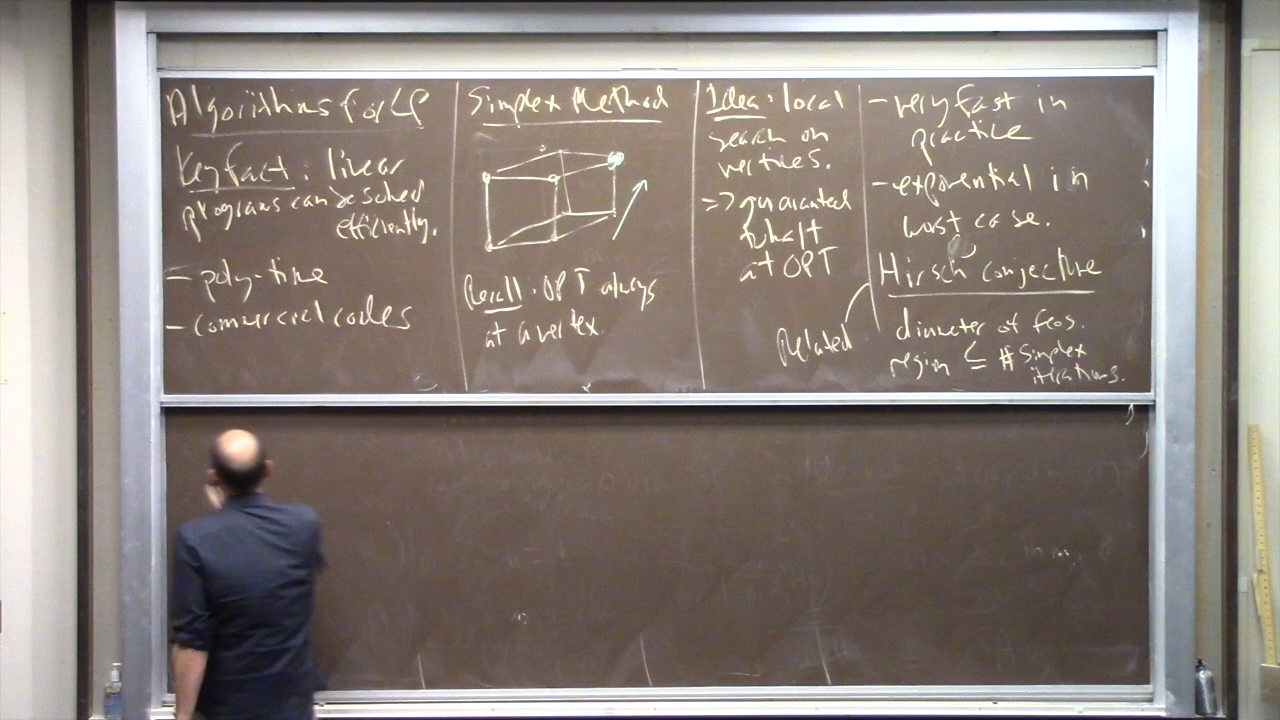 Algorithms for LP
Key fact: linear
programs can be solved
efficiently.
- poly-time
- commercial codes
Simplex Method
Recall: OPT always
at a vertex.
Idea: local
search on
vertices.
=> guaranteed
to halt
at OPT
- very fast in
practice
- exponential in
worst case.
Hirsch conjecture
Related
diameter of feas.
region ≤ # simplex
iterations.